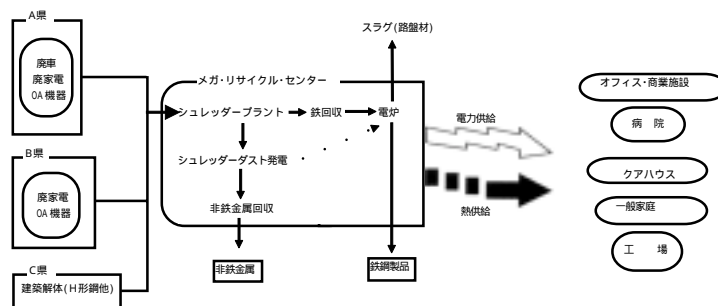 A県
廃車
廃家電
OA機器
B県
廃家電
OA機器
C県
建築解体(H形鋼他)
メガ・リサイクル・センター
シュレッダープラント
鉄回収
電炉
シュレッダーダスト発電
非鉄金属回収
非鉄金属
鉄鋼製品
スラグ(路盤材)
電力供給
熱供給
オフィス・商業施設
病 院
クアハウス
一般家庭
工 場